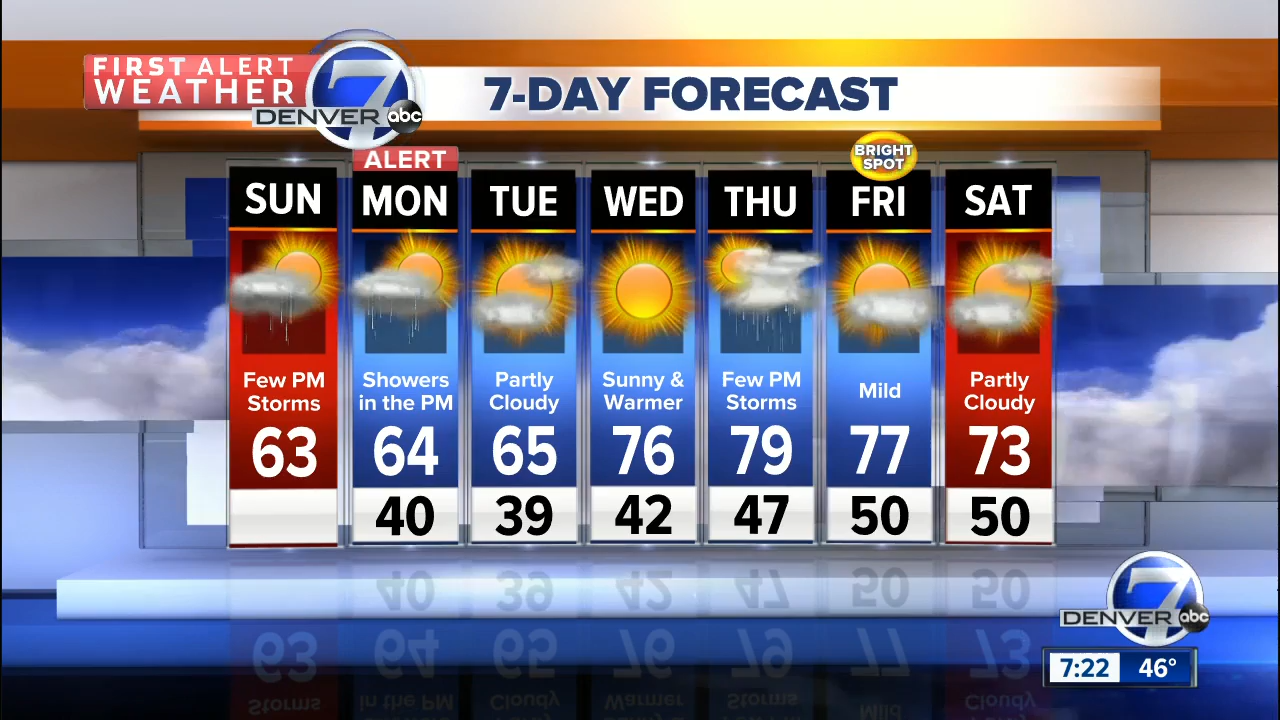 FIRST ALERT
WEATHER
7
DENVER abc
7-DAY FORECAST
ALERT
BRIGHT
SPOT
SUN
MON
TUE
WED
THU
FRI
SAT
Few PM
Storms
Showers
in the PM
Partly
Cloudy
Sunny &
Warmer
Few PM
Storms
Mild
Partly
Cloudy
63
64
65
76
79
77
73
40
39
42
47
50
50
7
DENVER abc
7:22 46°